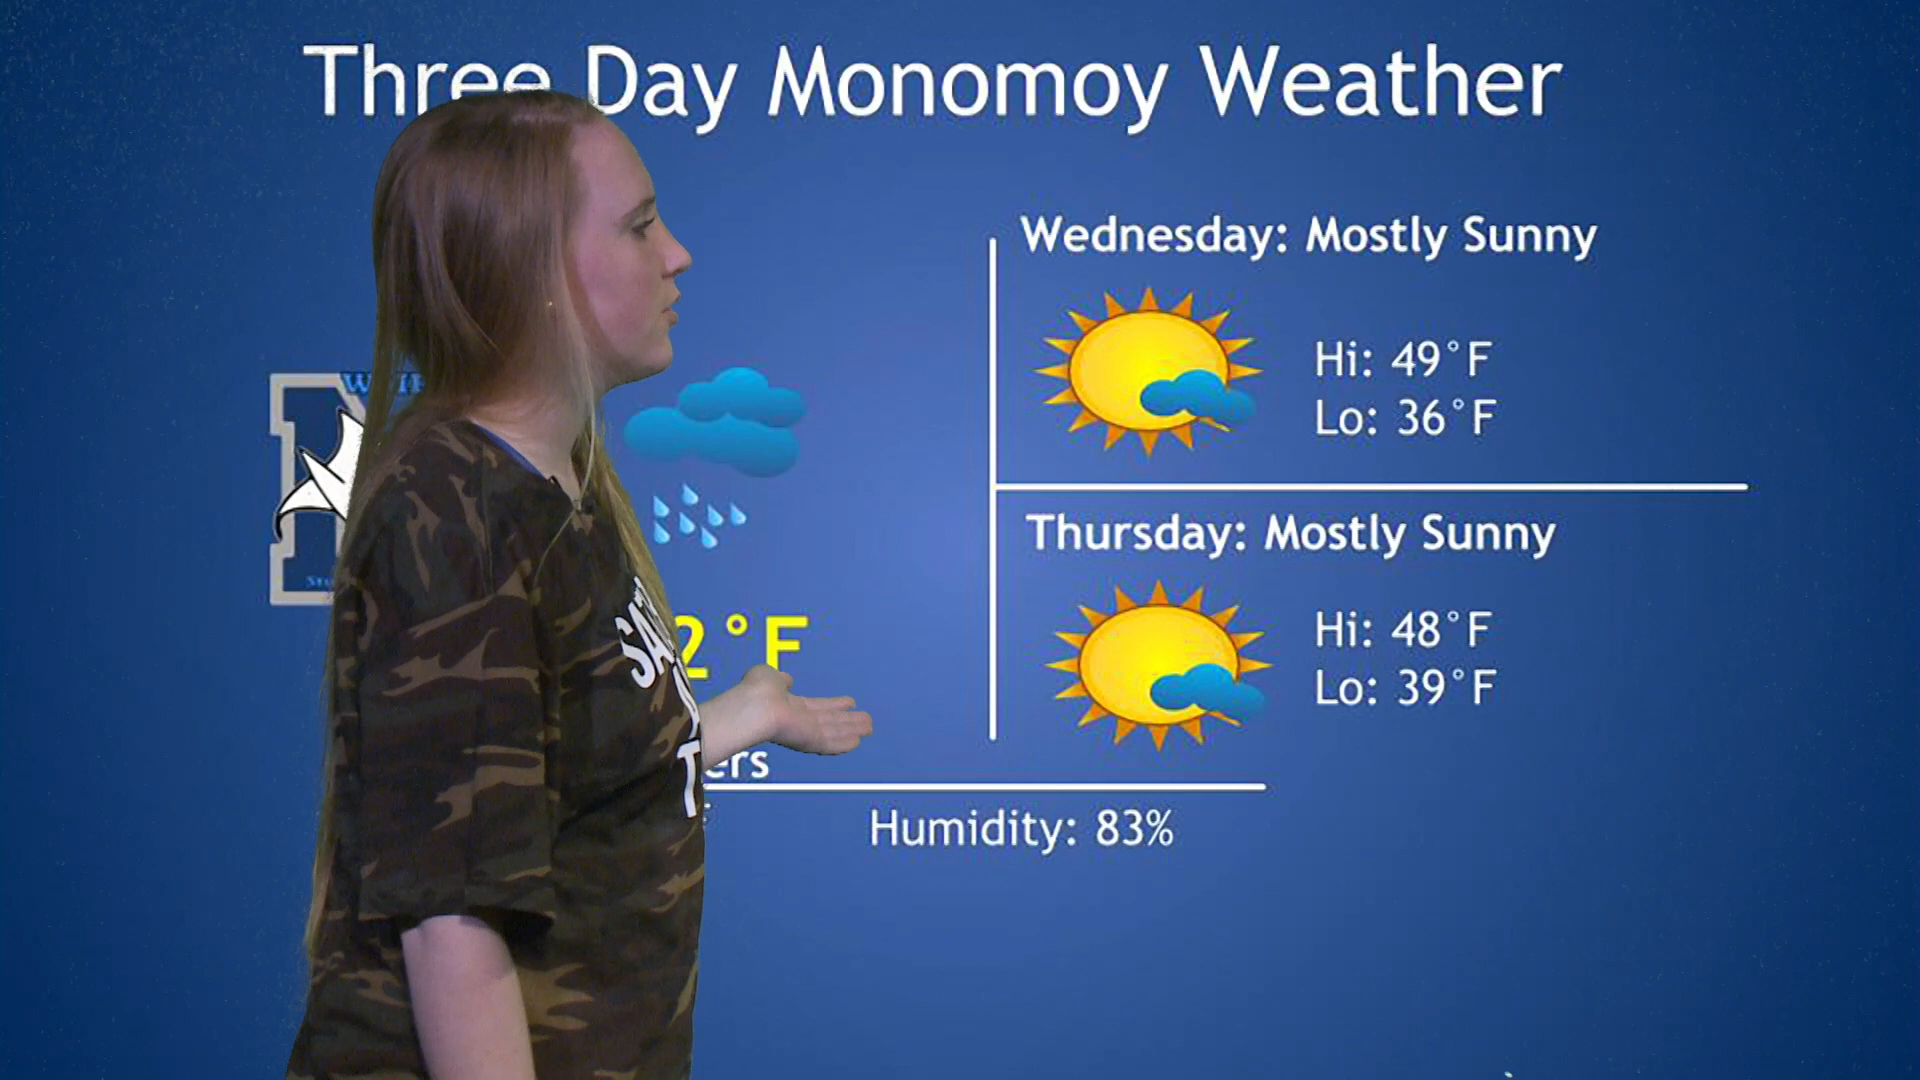 Three Day Monomoy Weather
Wednesday: Mostly Sunny
Hi: 49°F
Lo: 36°F
Thursday: Mostly Sunny
Hi: 48°F
Lo: 39°F
2°F
Humidity: 83%